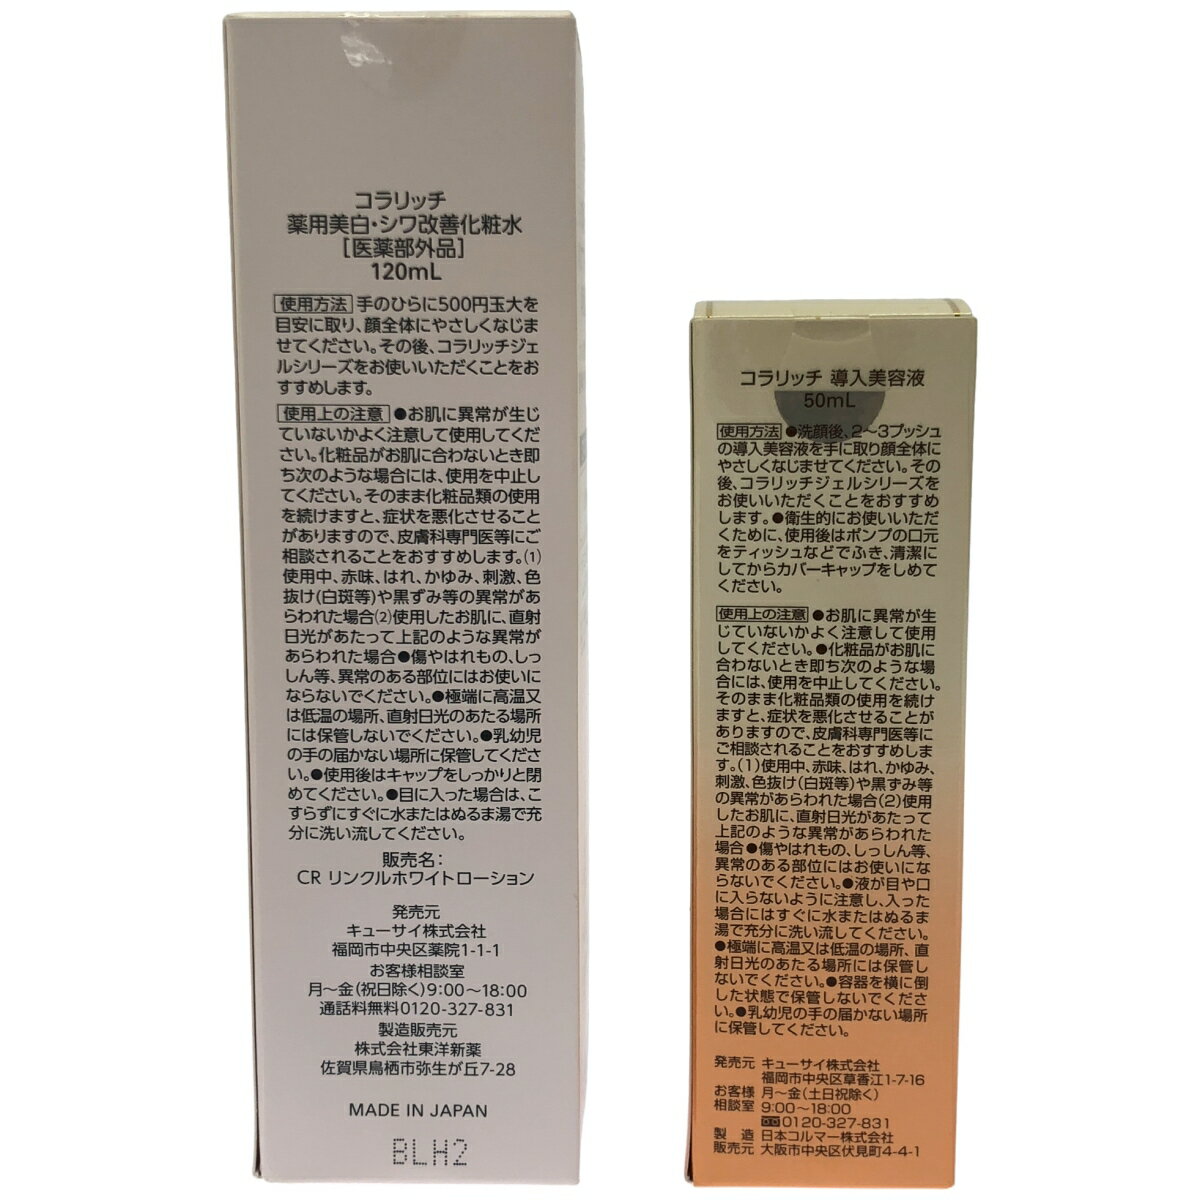 コラリッチ
薬用美白・シワ改善化粧水
[医薬部外品]
120mL
使用方法 手のひらに500円玉大を
目安に取り、顔全体にやさしくなじま
せてください。その後、コラリッチジェ
ルシリーズをお使いいただくことをお
すすめします。
使用上の注意 ●お肌に異常が生じ
ていないかよく注意して使用してくだ
さい。化粧品がお肌に合わないとき即
ち次のような場合には、使用を中止し
てください。そのまま化粧品類の使用
を続けますと、症状を悪化させること
がありますので、皮膚科専門医等にご
相談されることをおすすめします。(1)
使用中、赤味、はれ、かゆみ、刺激、色
抜け(白斑等)や黒ずみ等の異常があ
らわれた場合(2)使用したお肌に、直射
日光があたって上記のような異常が
あらわれた場合●傷やはれもの、しっ
しん等、異常のある部位にはお使いに
ならないでください。●極端に高温又
は低温の場所、直射日光のあたる場所
には保管しないでください。●乳幼児
の手の届かない場所に保管してくださ
い。●使用後はキャップをしっかりと閉
めてください。●目に入った場合は、こ
すらずにすぐに水またはぬるま湯で充
分に洗い流してください。
販売名：
CR リンクルホワイトローション
発売元
キューサイ株式会社
福岡市中央区薬院1-1-1
お客様相談室
月～金(祝日除く)9:00～18:00
通話料無料0120-327-831
製造販売元
株式会社東洋新薬
佐賀県鳥栖市弥生が丘7-28
MADE IN JAPAN
BLH2
コラリッチ 導入美容液
50mL
使用方法 ●洗顔後、2～3プッシュ
の導入美容液を手に取り顔全体に
やさしくなじませてください。その
後、コラリッチジェルシリーズを
お使いいただくことをおすすめ
します。●衛生的にお使いいただ
くために、使用後はポンプの口元
をティッシュなどでふき、清潔に
してからカバーキャップをしめて
ください。
使用上の注意 ●お肌に異常が生
じていないかよく注意して使用
してください。●化粧品がお肌に
合わないとき即ち次のような場
合には、使用を中止してください。
そのまま化粧品類の使用を続け
ますと、症状を悪化させることが
ありますので、皮膚科専門医等に
ご相談されることをおすすめしま
す。(1)使用中、赤味、はれ、かゆみ、
刺激、色抜け(白斑等)や黒ずみ等
の異常があらわれた場合(2)使用
したお肌に、直射日光があたって
上記のような異常があらわれた
場合●傷やはれもの、しっしん等、
異常のある部位にはお使いにな
らないでください。●液が目や口
に入らないように注意し、入った
場合にはすぐに水またはぬるま
湯で充分に洗い流してください。
●極端に高温又は低温の場所、直
射日光のあたる場所には保管し
ないでください。●容器を横に倒
した状態で保管しないでくださ
い。●乳幼児の手の届かない場所
に保管してください。
発売元 キューサイ株式会社
福岡市中央区草香江1-7-16
お客様 月～金(土日祝除く)
相談室 9:00～18:00
0120-327-831
製　造 日本コルマー株式会社
販売元 大阪市中央区伏見町4-4-1